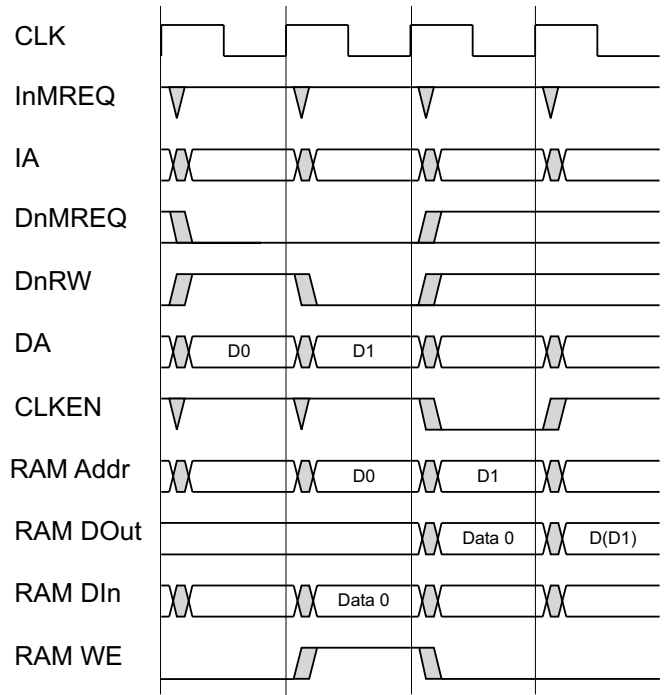 CLK
InMREQ
IA
DnMREQ
DnRW
DA D0 D1
CLKEN
RAM Addr D0 D1
RAM DOut Data 0 D(D1)
RAM DIn Data 0
RAM WE